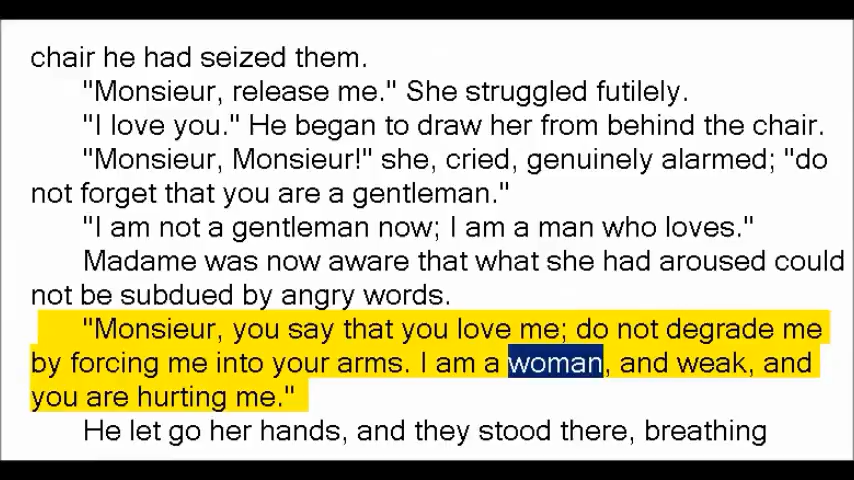 chair he had seized them.
"Monsieur, release me." She struggled futilely.
"I love you." He began to draw her from behind the chair.
"Monsieur, Monsieur!" she, cried, genuinely alarmed; "do
not forget that you are a gentleman."
"I am not a gentleman now; I am a man who loves."
Madame was now aware that what she had aroused could
not be subdued by angry words.
"Monsieur, you say that you love me; do not degrade me
by forcing me into your arms. I am a woman, and weak, and
you are hurting me."
He let go her hands, and they stood there, breathing